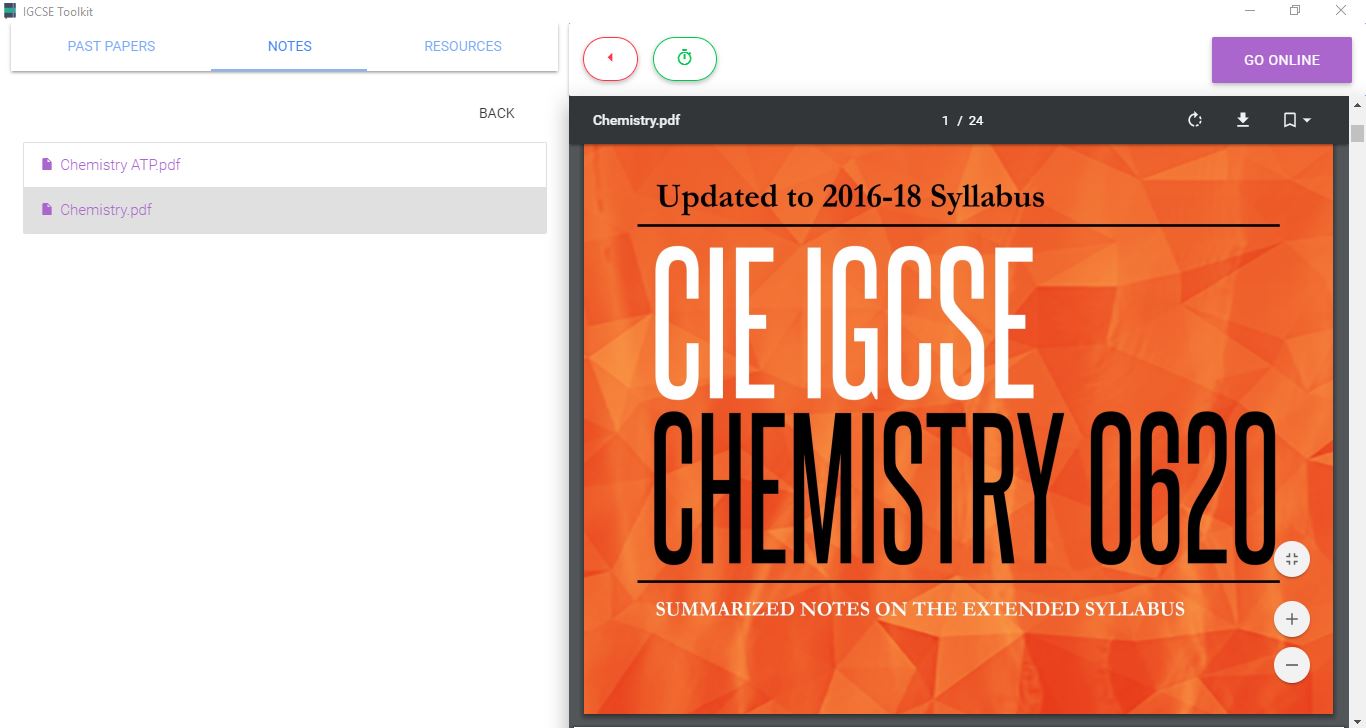 IGCSE Toolkit
PAST PAPERS NOTES RESOURCES
BACK
Chemistry ATP.pdf
Chemistry.pdf
GO ONLINE
Chemistry.pdf 1 / 24
Updated to 2016-18 Syllabus
CIE IGCSE
CHEMISTRY 0620
SUMMARIZED NOTES ON THE EXTENDED SYLLABUS